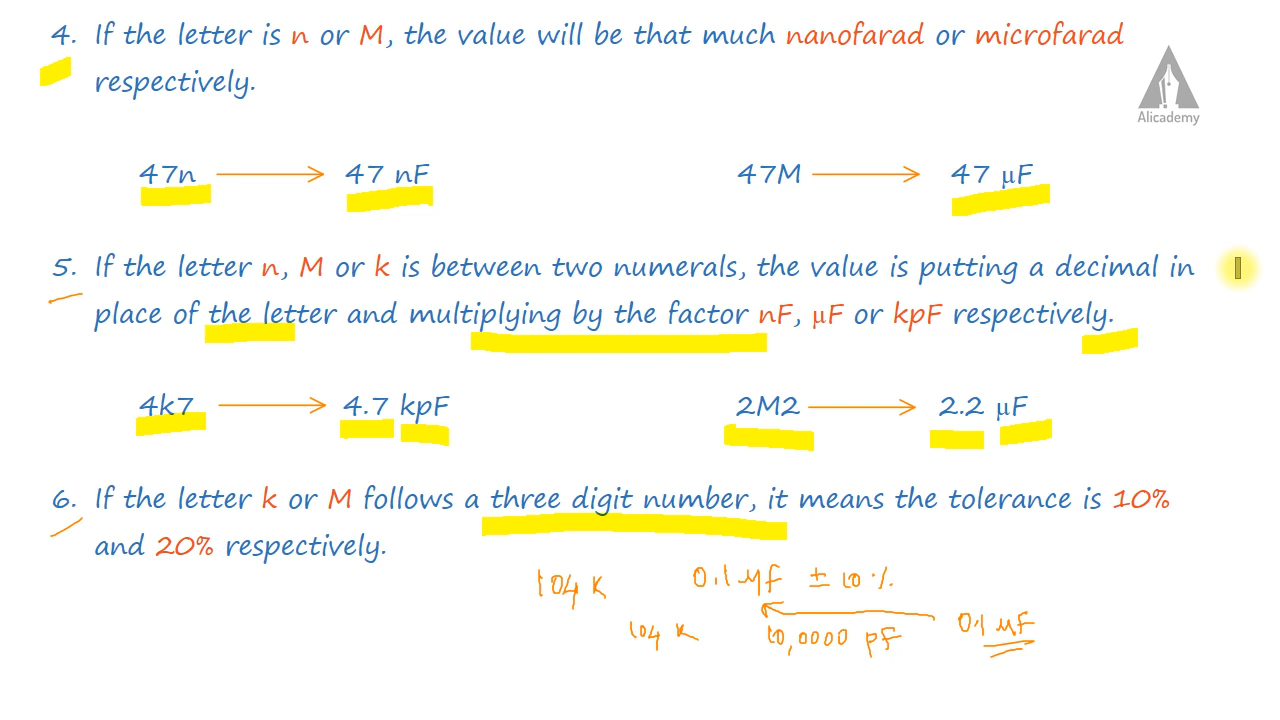 4. If the letter is n or M, the value will be that much nanofarad or microfarad
respectively.
Alicademy
47n 47 nF 47M 47 µF
5. If the letter n, M or k is between two numerals, the value is putting a decimal in
place of the letter and multiplying by the factor nF, µF or kpF respectively.
4k7 4.7 kpF 2M2 2.2 µF
6. If the letter k or M follows a three digit number, it means the tolerance is 10%
and 20% respectively.
104 K 0.1 µF ± 10 %.
104 K 10,0000 pF 0.1 µF